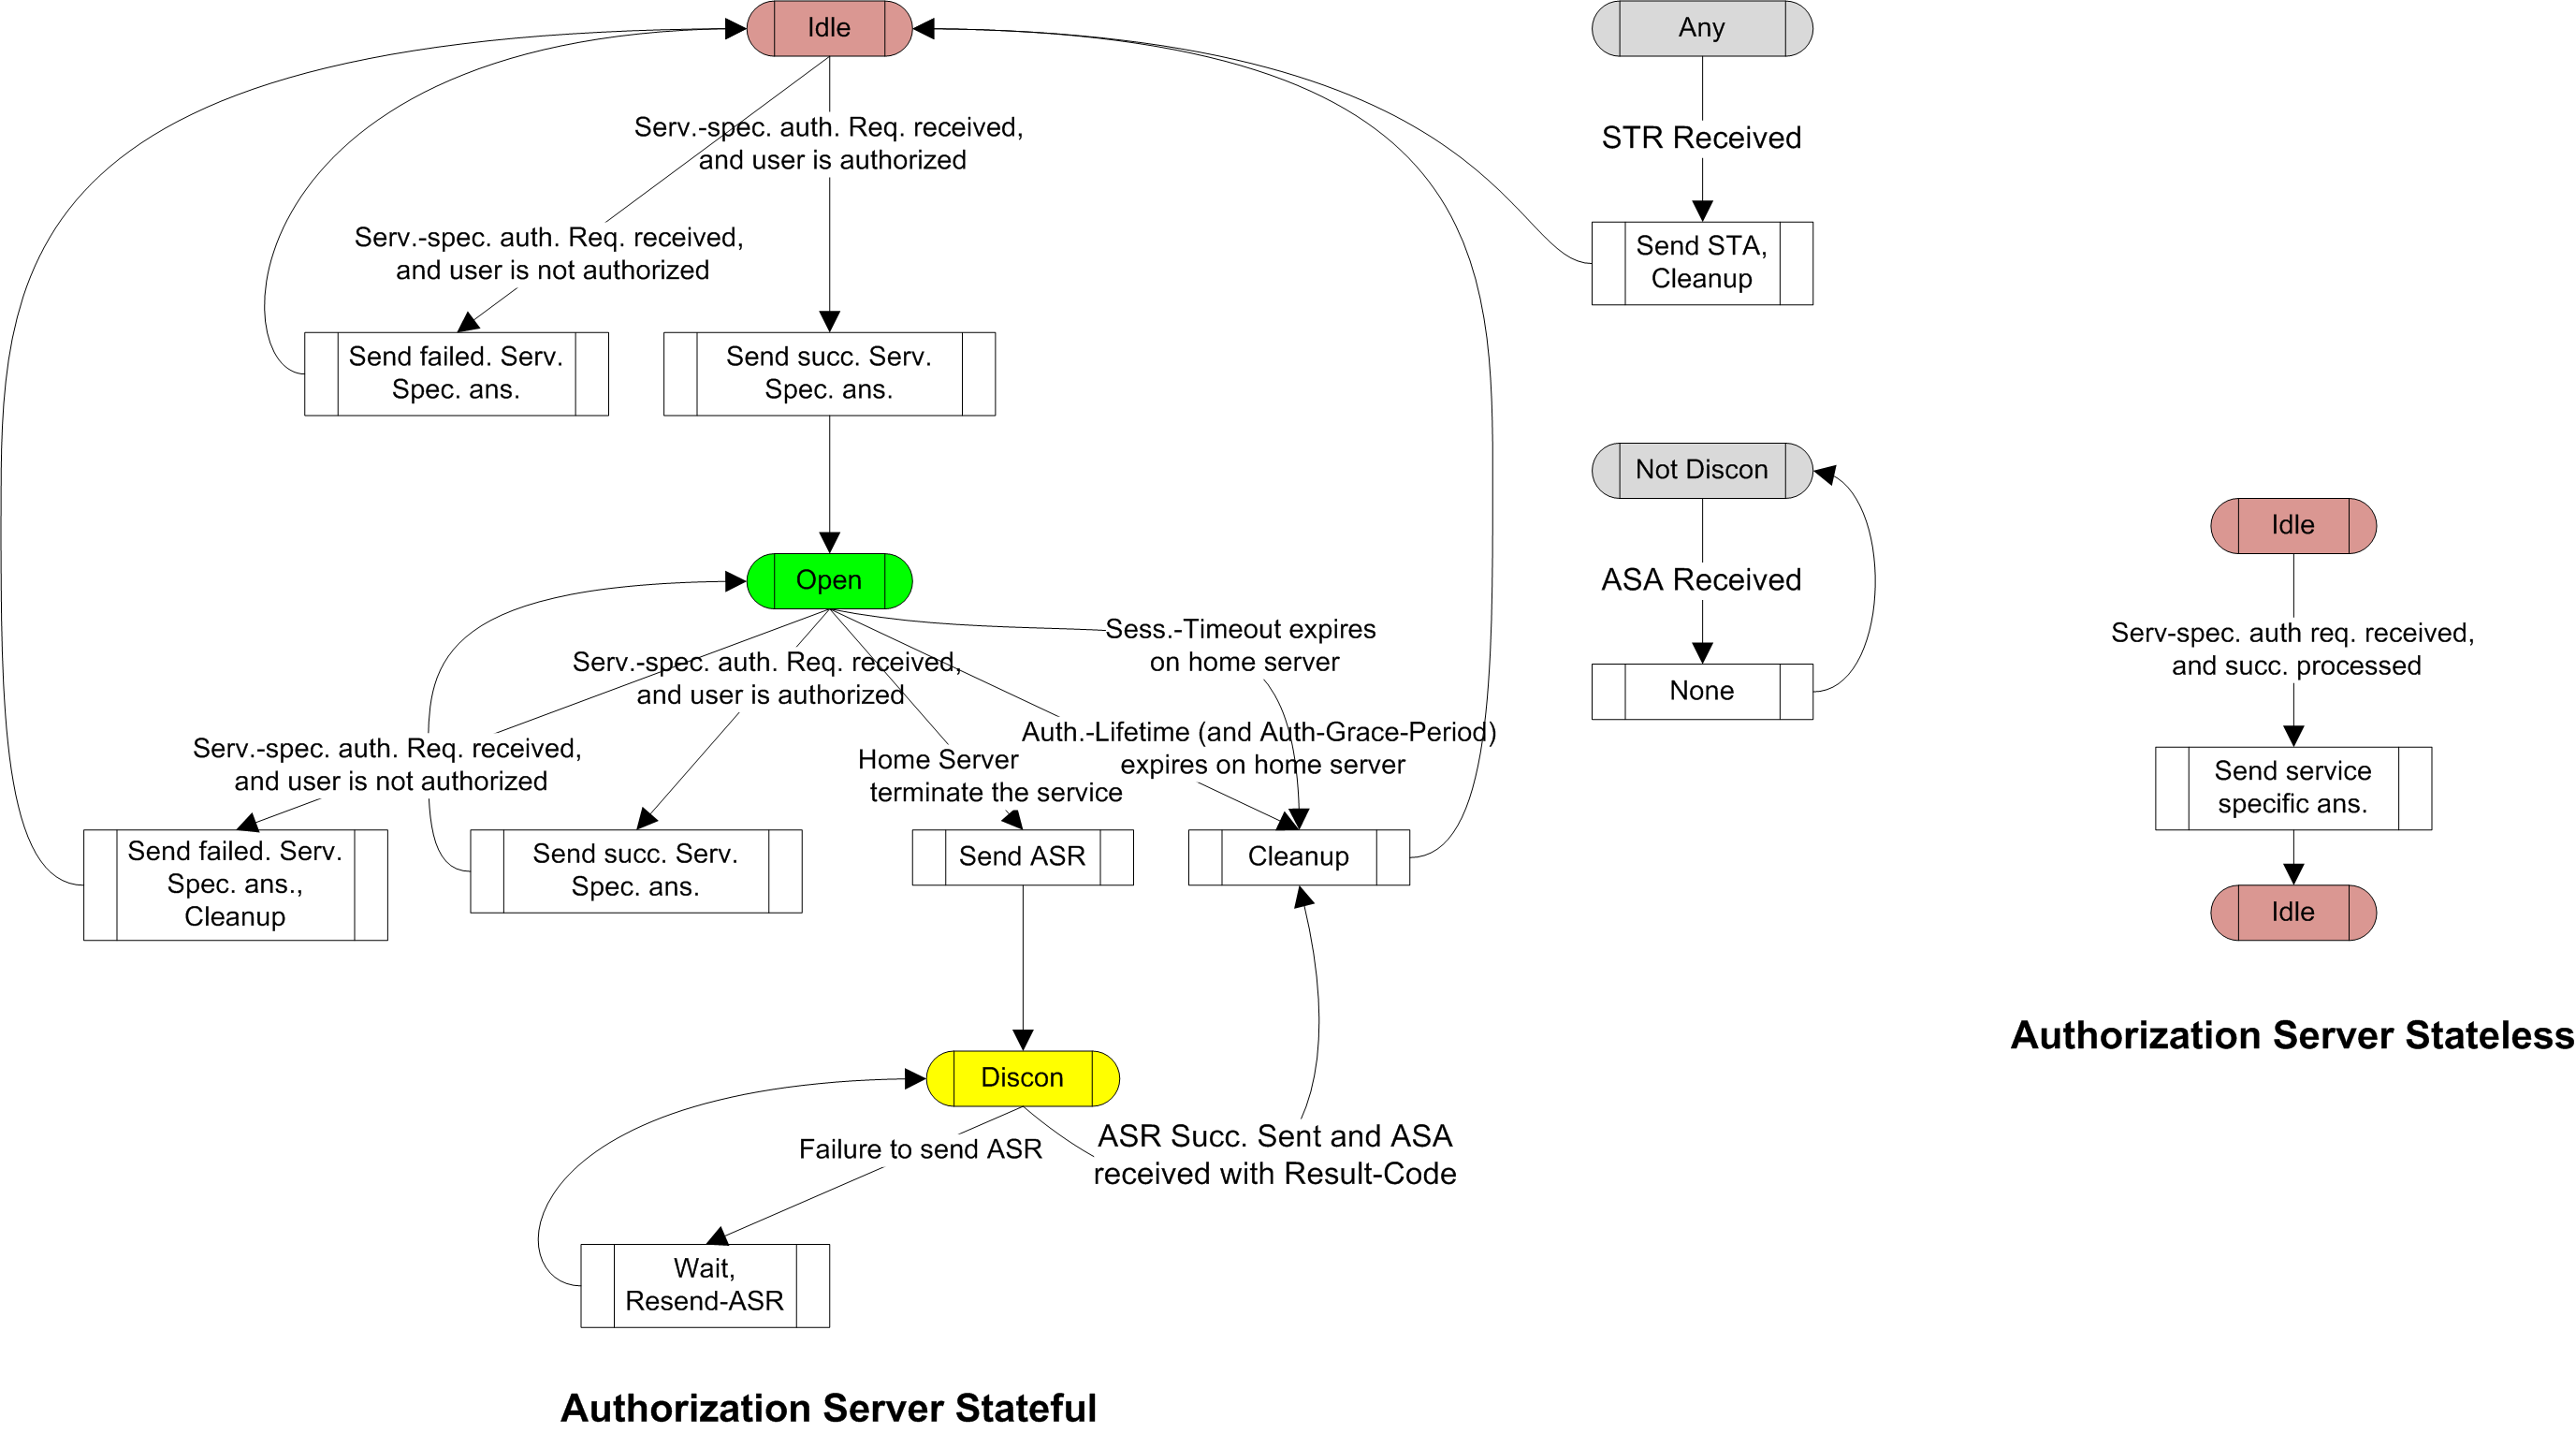 Idle
Any
Serv.-spec. auth. Req. received,
and user is authorized
STR Received
Serv.-spec. auth. Req. received,
and user is not authorized
Send STA,
Cleanup
Send failed. Serv.
Spec. ans.
Send succ. Serv.
Spec. ans.
Not Discon
Idle
Open
ASA Received
Sess.-Timeout expires
on home server
Serv-spec. auth req. received,
and succ. processed
Serv.-spec. auth. Req. received,
and user is authorized
None
Auth.-Lifetime (and Auth-Grace-Period)
expires on home server
Serv.-spec. auth. Req. received,
and user is not authorized
Home Server
terminate the service
Send service
specific ans.
Send failed. Serv.
Spec. ans.,
Cleanup
Send succ. Serv.
Spec. ans.
Send ASR
Cleanup
Idle
Authorization Server Stateless
Discon
Failure to send ASR
ASR Succ. Sent and ASA
received with Result-Code
Wait,
Resend-ASR
Authorization Server Stateful